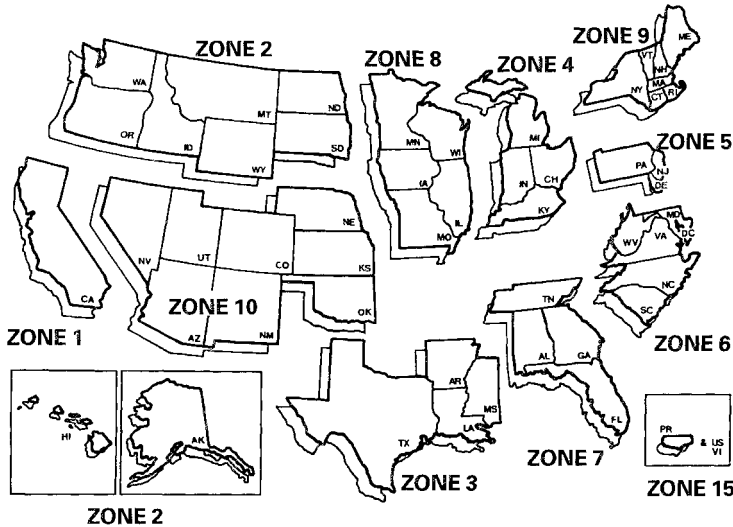 ZONE 2
WA
OR
ID
MT
WY
ND
SD
ZONE 8
MN
WI
IA
IL
MO
ZONE 4
MI
IN
CH
KY
ZONE 9
ME
VT
NH
MA
NY
CT
RI
ZONE 5
PA
NJ
DE
ZONE 1
CA
ZONE 10
NV
UT
CO
AZ
NM
NE
KS
OK
MD
DC
WV
VA
NC
SC
ZONE 6
TN
AL
GA
FL
ZONE 7
AR
MS
LA
TX
ZONE 3
HI
AK
ZONE 2
PR
& US
VI
ZONE 15